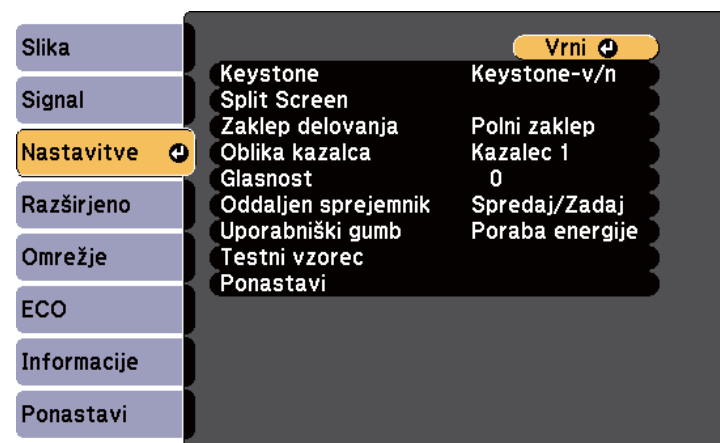 Slika
Signal
Nastavitve
Razširjeno
Omrežje
ECO
Informacije
Ponastavi
Vrni
Keystone Keystone-v/n
Split Screen
Zaklep delovanja Polni zaklep
Oblika kazalca Kazalec 1
Glasnost 0
Oddaljen sprejemnik Spredaj/Zadaj
Uporabniški gumb Poraba energije
Testni vzorec
Ponastavi